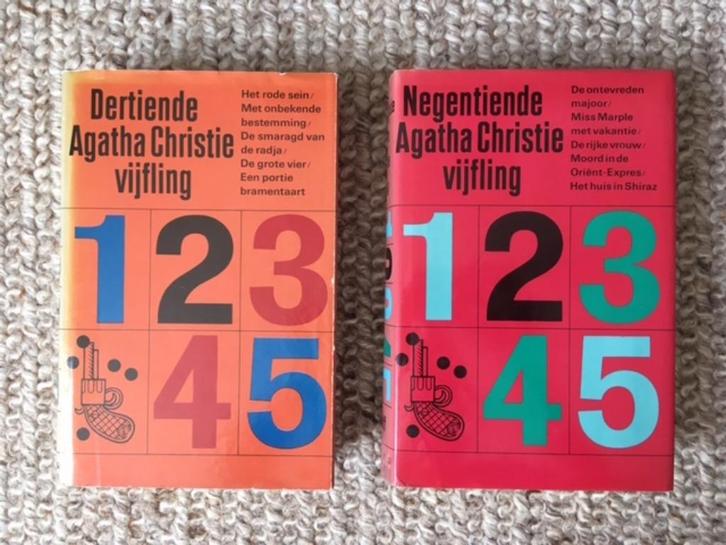 Dertiende
Agatha Christie
vijfling
Het rode sein/
Met onbekende
bestemming/
De smaragd van
de radja/
De grote vier/
Een portie
bramentaart
1 2 3
4 5
Negentiende
Agatha Christie
vijfling
De ontevreden
majoor/
Miss Marple
met vakantie/
De rijke vrouw/
Moord in de
Oriënt-Expres/
Het huis in Shiraz
1 2 3
4 5